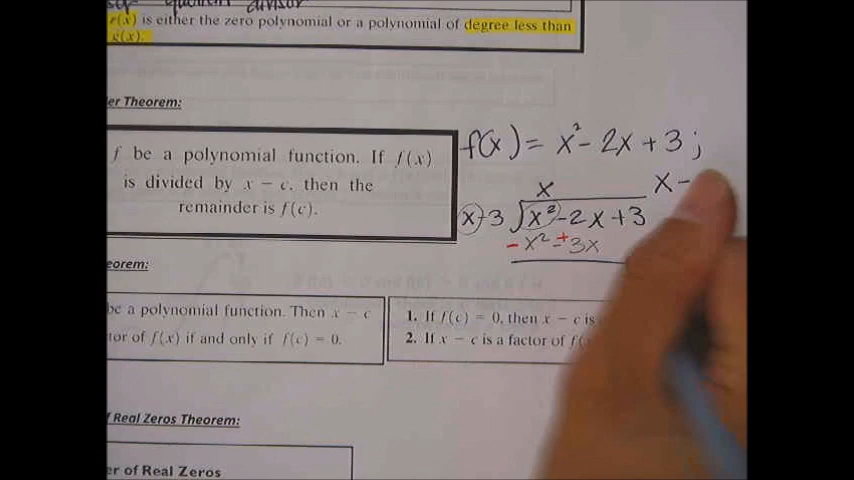 quotient divisor
r(x) is either the zero polynomial or a polynomial of degree less than
g(x).
er Theorem:
f be a polynomial function. If f(x)
is divided by x − c, then the
remainder is f(c).
f(x) = x² - 2x + 3 ;
x -
x
x-3 x² -2x +3
- x² -+ 3x
eorem:
be a polynomial function. Then x − c
tor of f(x) if and only if f(c) = 0.
1. If f(c) = 0, then x − c is
2. If x − c is a factor of f(
f Real Zeros Theorem:
er of Real Zeros